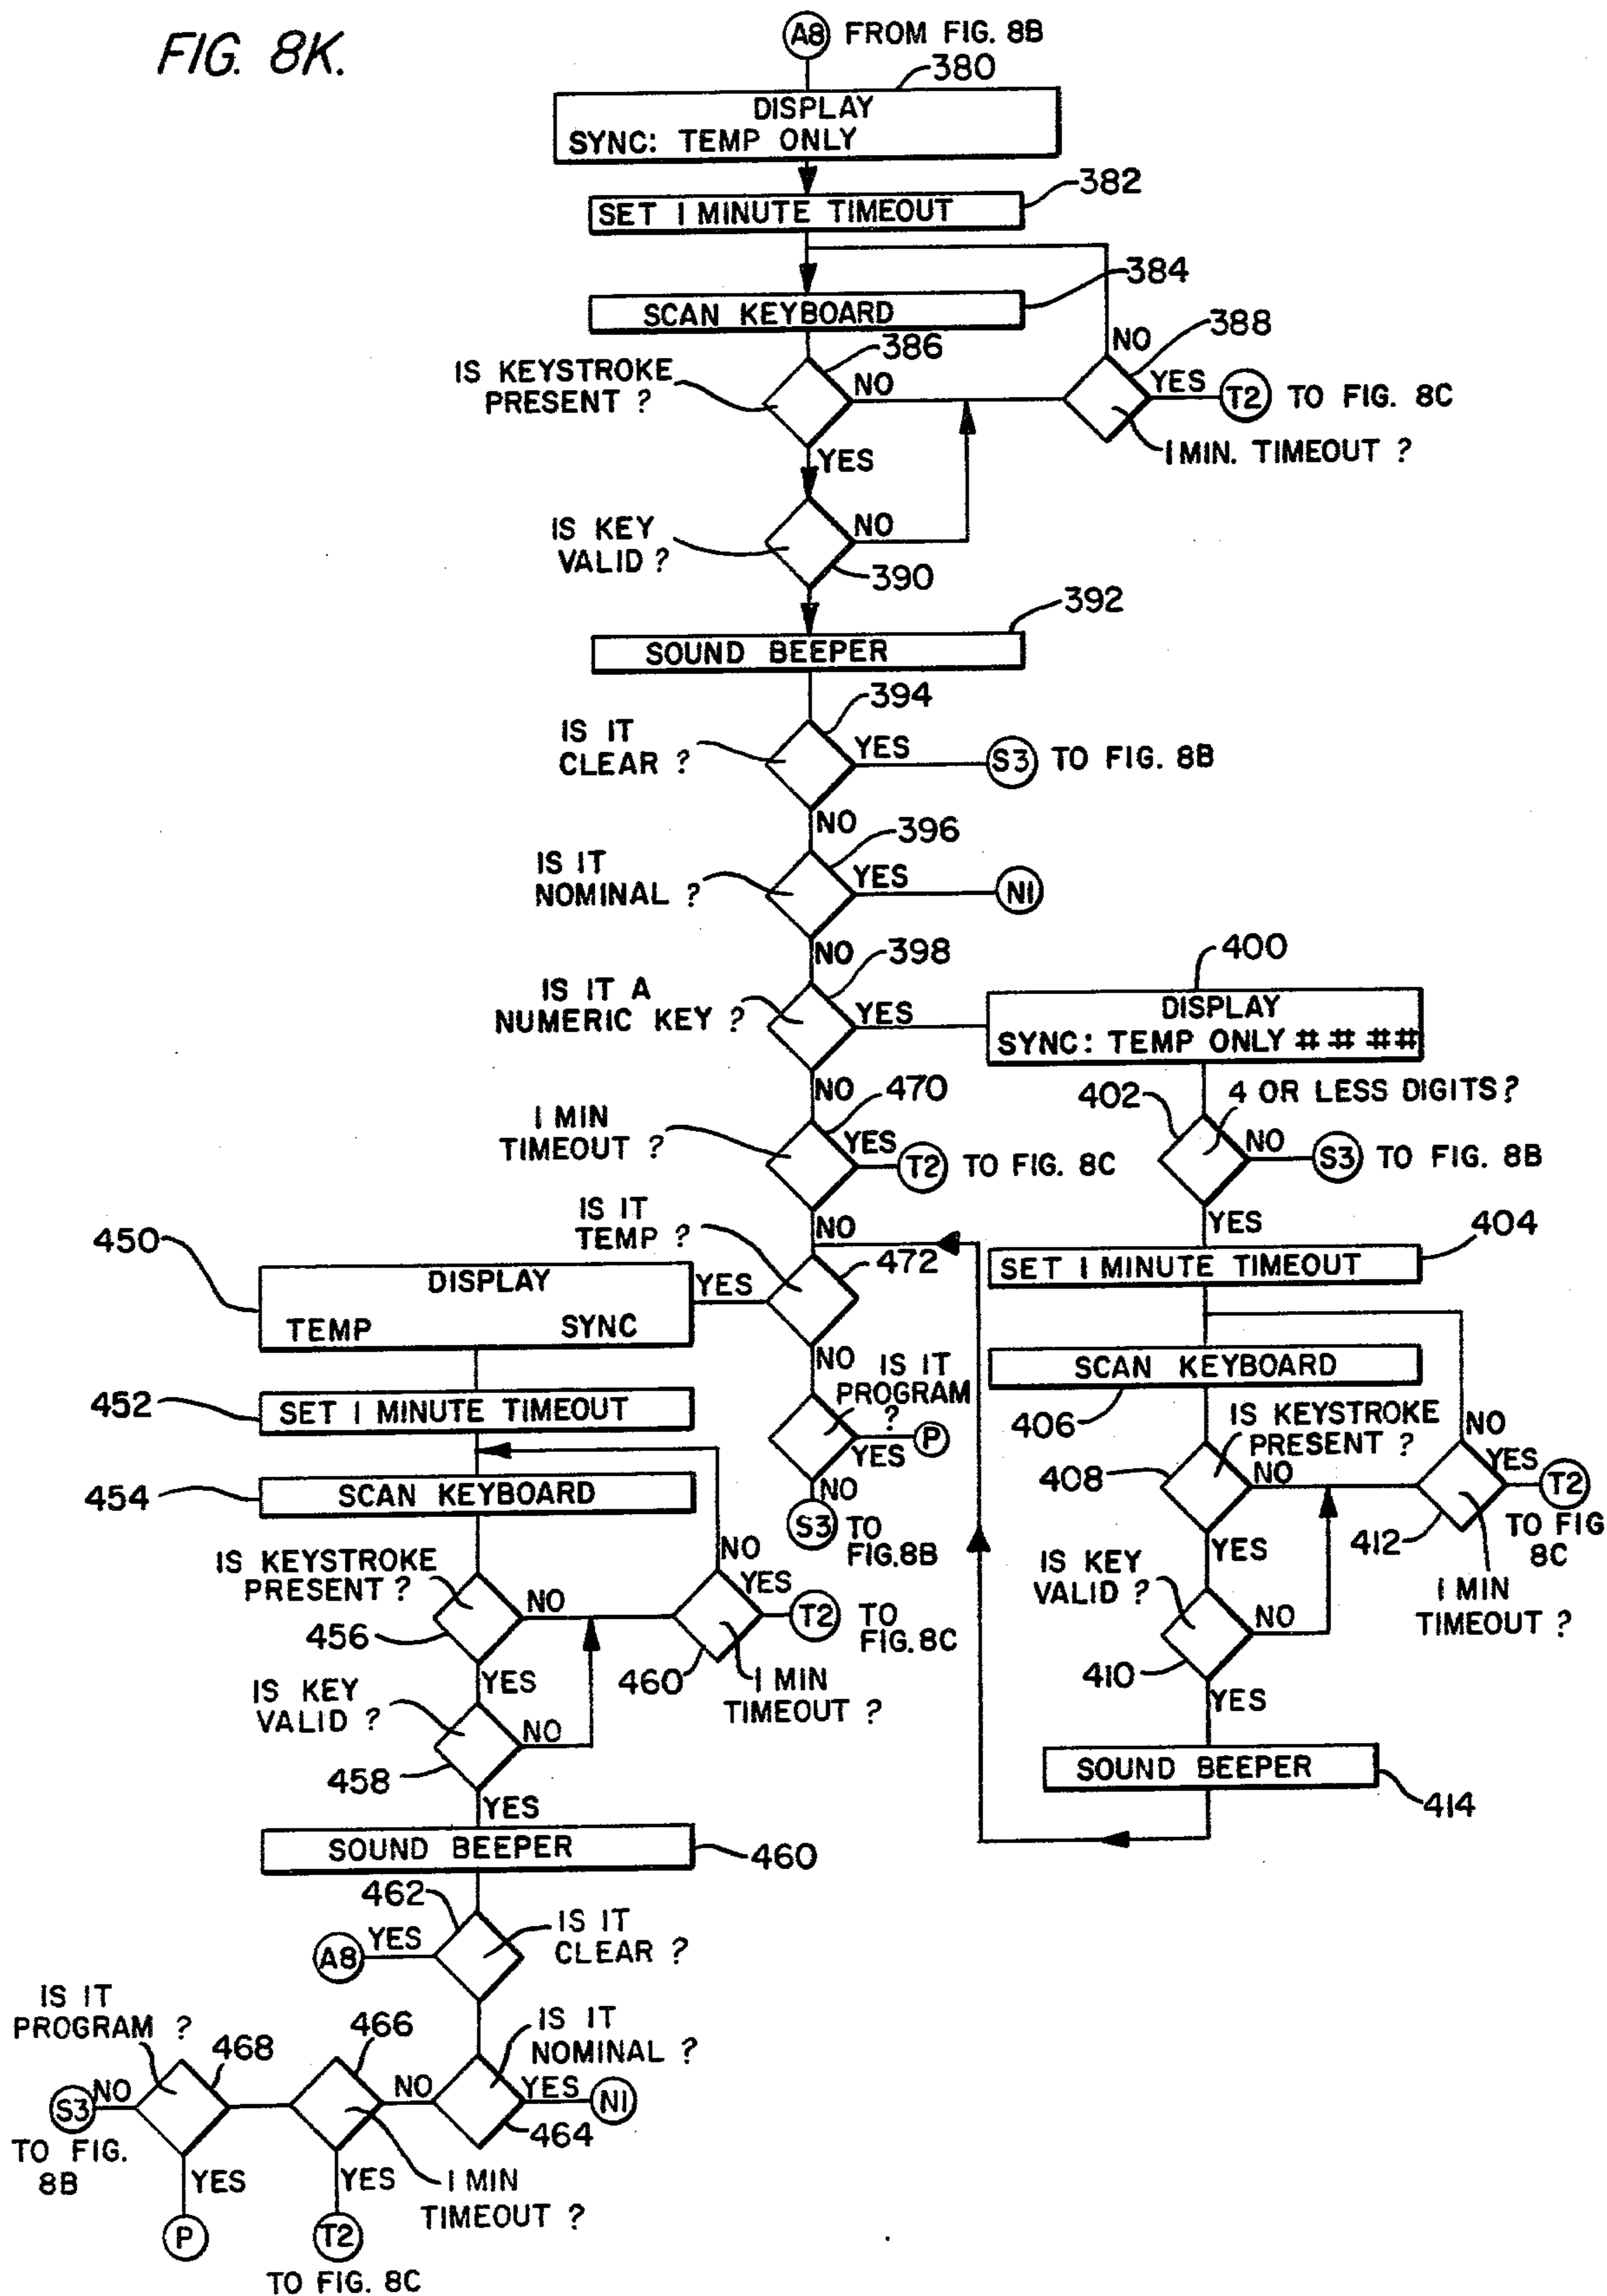 FIG. 8K.
A8 FROM FIG. 8B
380
DISPLAY
SYNC: TEMP ONLY
382
SET 1 MINUTE TIMEOUT
384
SCAN KEYBOARD
386
388
IS KEYSTROKE
PRESENT ?
NO
NO
YES
T2 TO FIG. 8C
1 MIN. TIMEOUT ?
YES
IS KEY
VALID ?
NO
390
392
SOUND BEEPER
394
IS IT
CLEAR ?
YES
S3 TO FIG. 8B
NO
396
IS IT
NOMINAL ?
YES
N1
NO
398
IS IT A
NUMERIC KEY ?
YES
400
DISPLAY
SYNC: TEMP ONLY # # # #
NO
470
1 MIN
TIMEOUT ?
YES
T2 TO FIG. 8C
402
4 OR LESS DIGITS?
NO
S3 TO FIG. 8B
YES
404
SET 1 MINUTE TIMEOUT
NO
IS IT
TEMP ?
472
YES
450
DISPLAY
TEMP SYNC
NO
IS IT
PROGRAM
?
YES
P
NO
S3 TO
FIG. 8B
SCAN KEYBOARD
406
IS KEYSTROKE
PRESENT ?
408
NO
NO
YES
T2
TO FIG
8C
412
1 MIN
TIMEOUT ?
YES
IS KEY
VALID ?
NO
410
YES
SOUND BEEPER
414
452
SET 1 MINUTE TIMEOUT
454
SCAN KEYBOARD
IS KEYSTROKE
PRESENT ?
456
NO
NO
YES
T2 TO
FIG. 8C
460
1 MIN
TIMEOUT ?
YES
IS KEY
VALID ?
NO
458
YES
SOUND BEEPER
460
462
IS IT
CLEAR ?
YES
A8
IS IT
NOMINAL ?
YES
N1
464
NO
466
1 MIN
TIMEOUT ?
YES
T2
TO FIG. 8C
IS IT
PROGRAM ?
468
NO
S3
TO FIG.
8B
YES
P